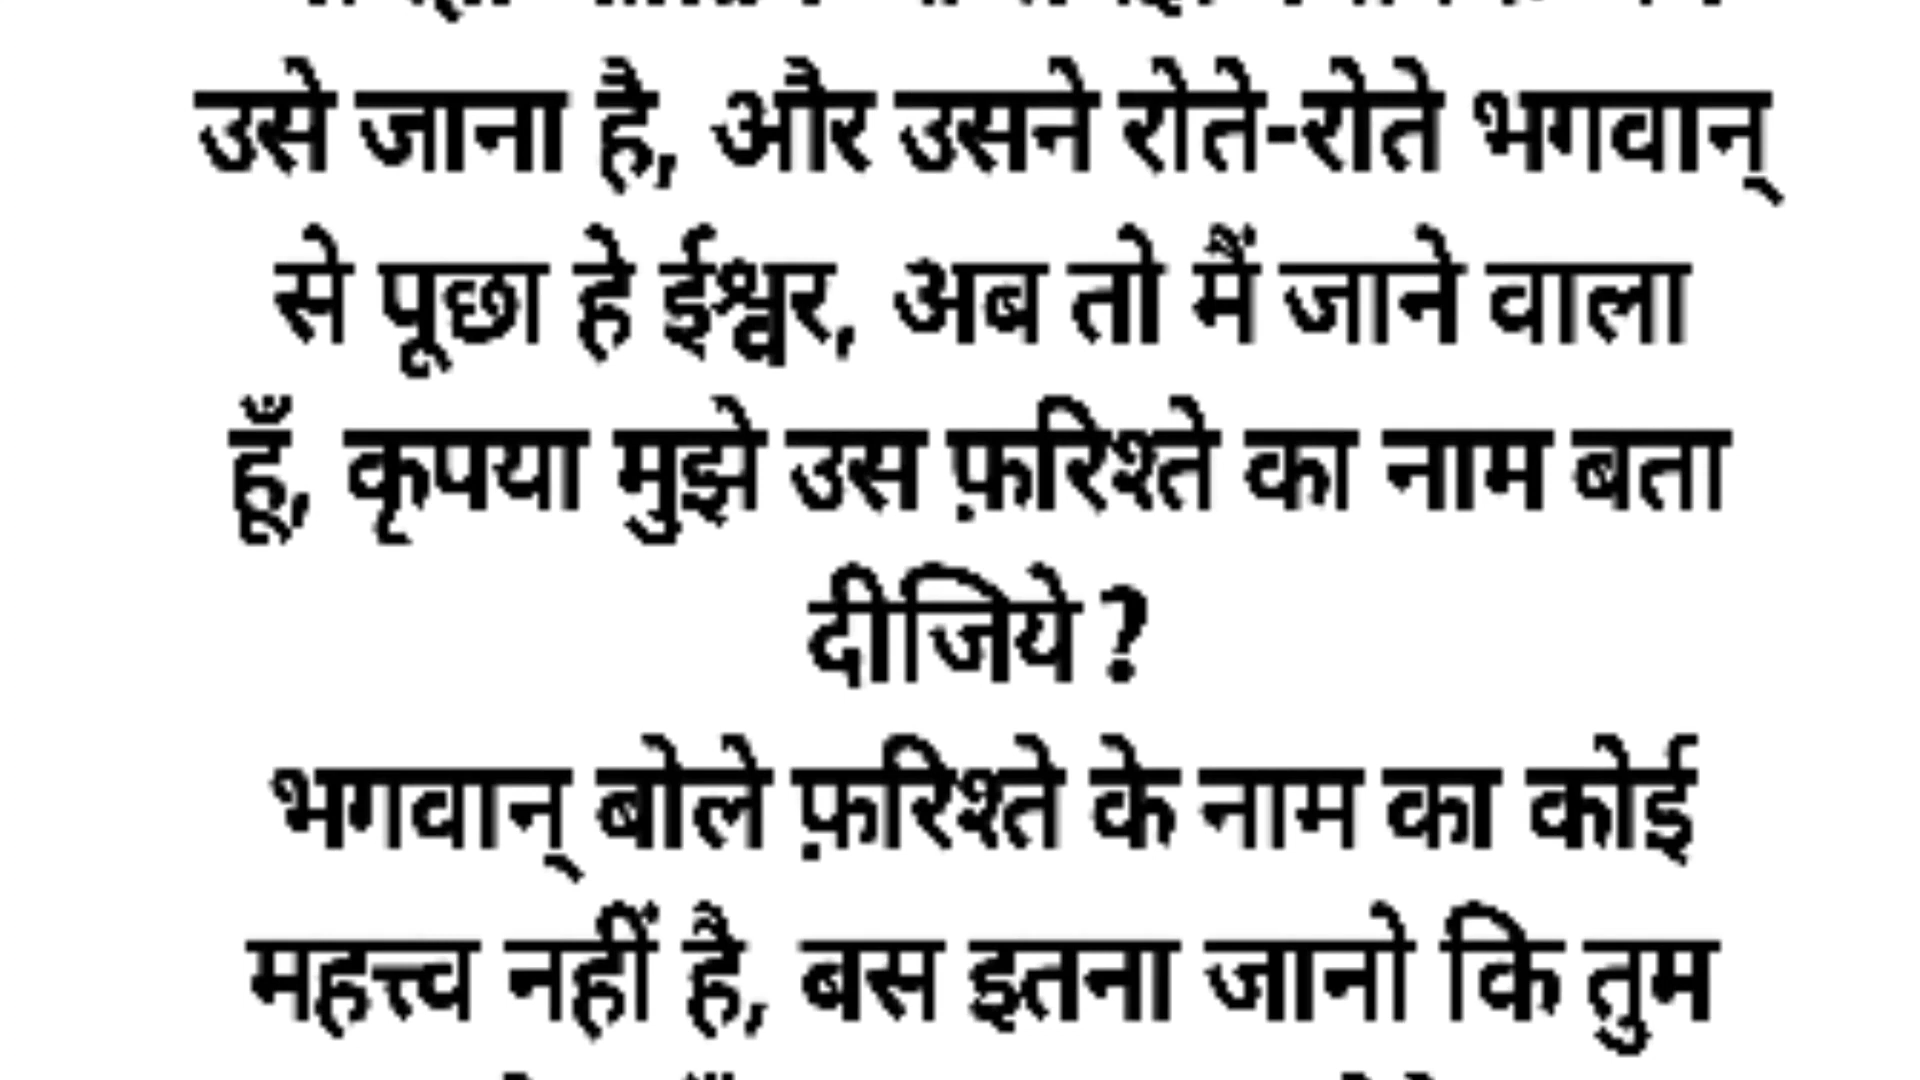 उसे जाना है, और उसने रोते-रोते भगवान्
से पूछा हे ईश्वर, अब तो मैं जाने वाला
हूँ, कृपया मुझे उस फ़रिश्ते का नाम बता
दीजिये ?
भगवान् बोले फ़रिश्ते के नाम का कोई
महत्त्व नहीं है, बस इतना जानो कि तुम